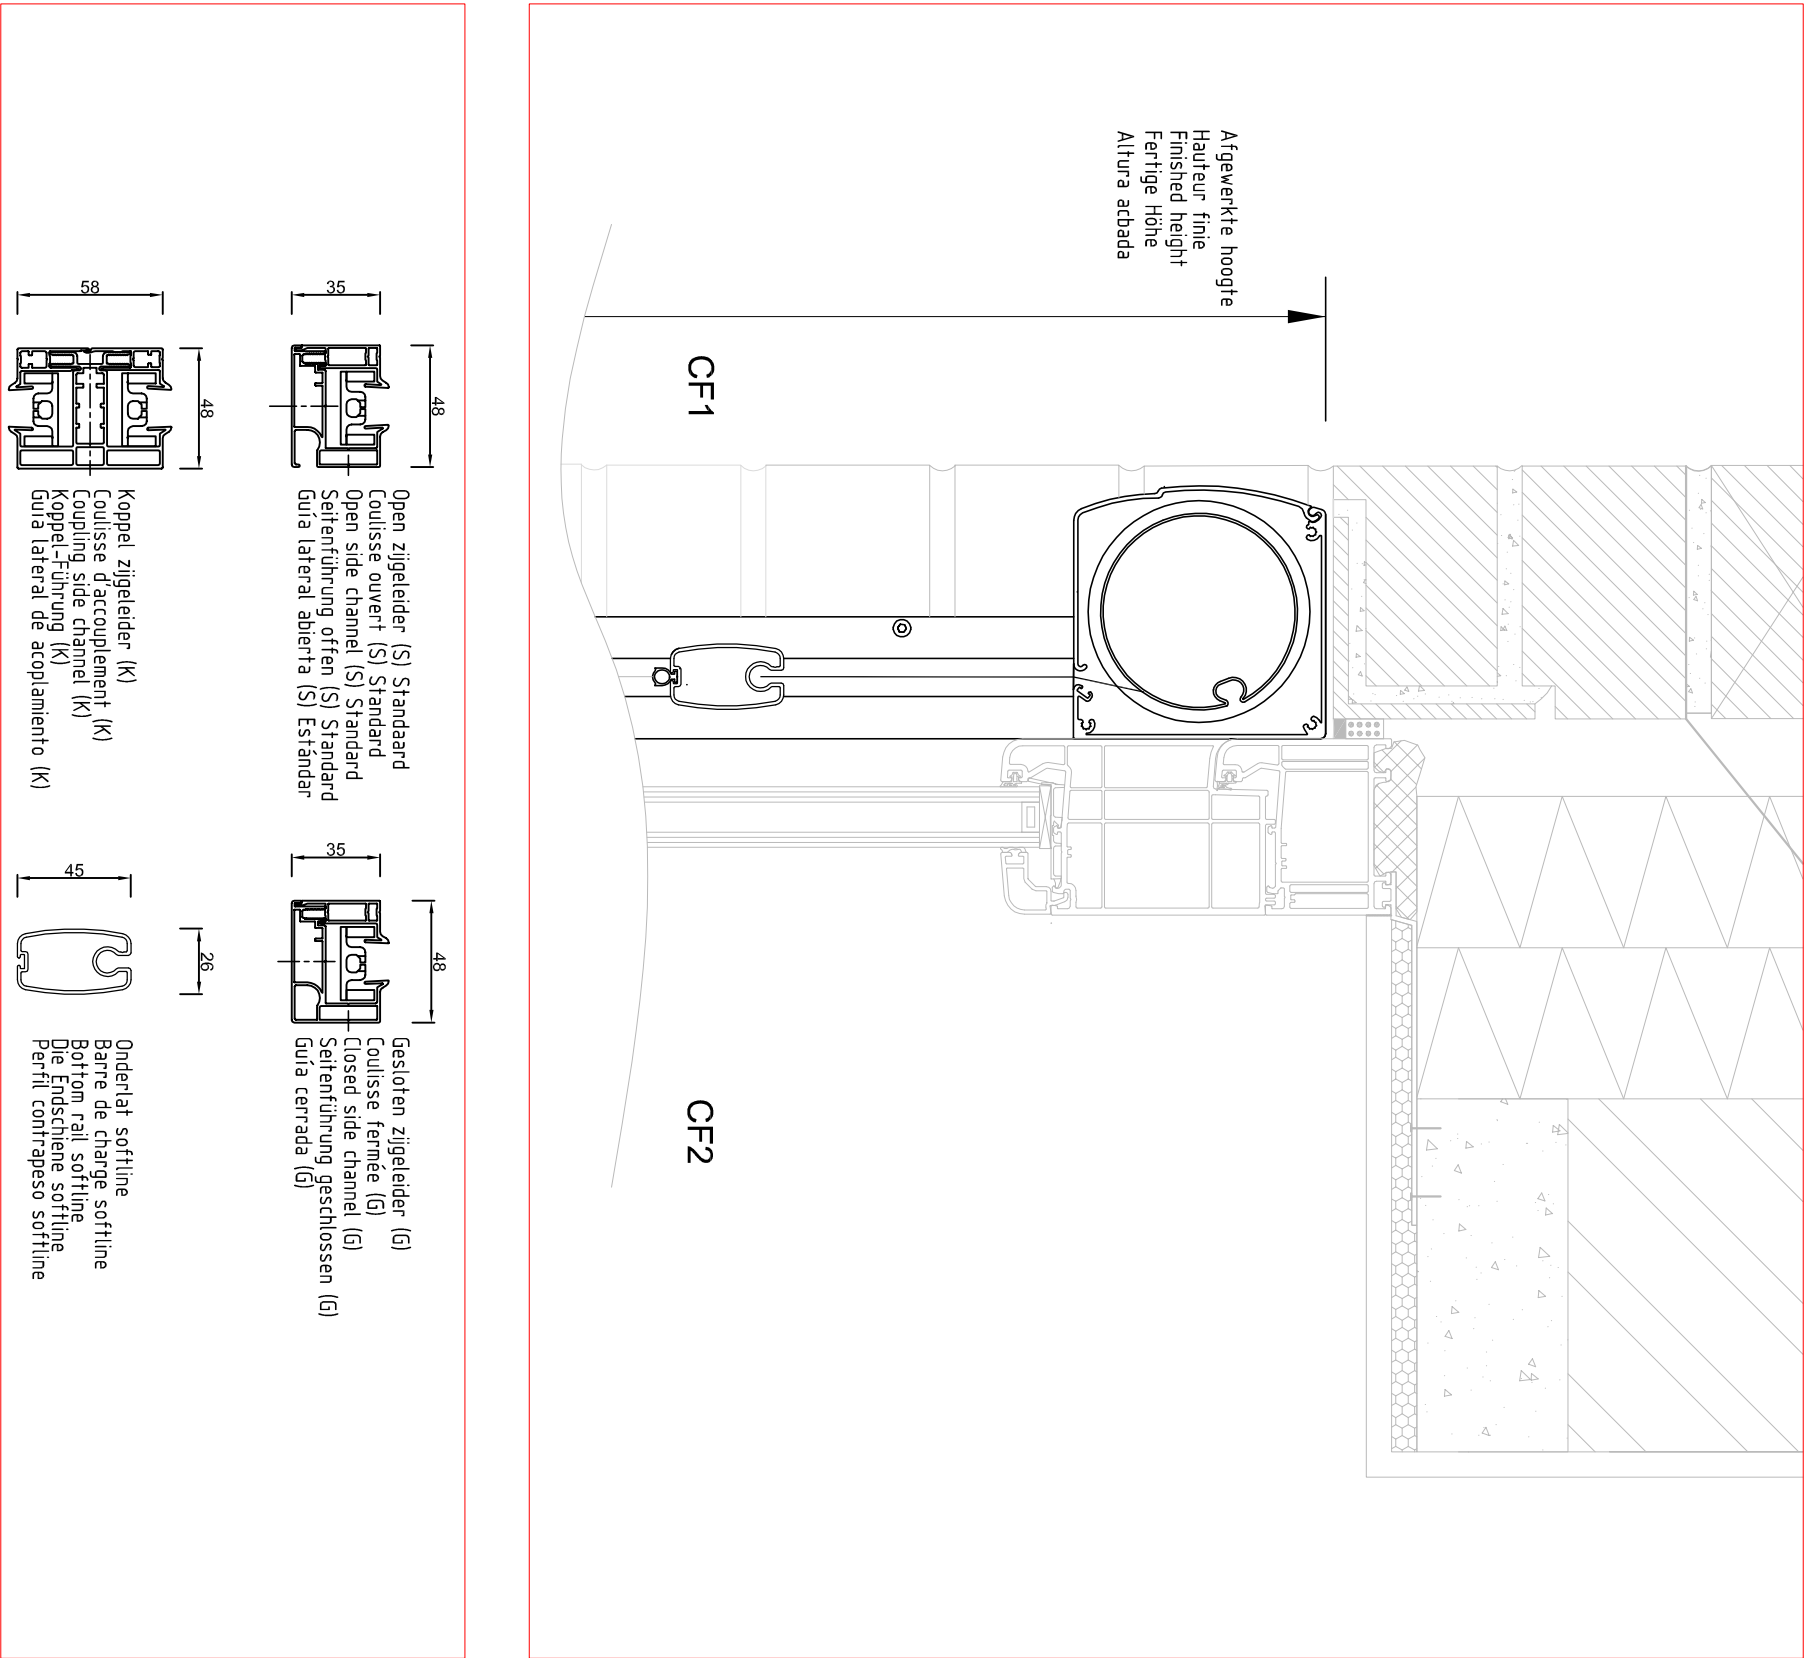 Afgewerkte hoogte
Hauteur finie
Finished height
Fertige Höhe
Altura acbada
CF1
CF2
35
48
Open zijgeleider (S) Standaard
Coulisse ouvert (S) Standard
Open side channel (S) Standard
Seitenführung offen (S) Standard
Guía lateral abierta (S) Estándar
35
48
Gesloten zijgeleider (G)
Coulisse fermée (G)
Closed side channel (G)
Seitenführung geschlossen (G)
Guía cerrada (G)
58
48
Koppel zijgeleider (K)
Coulisse d'accouplement (K)
Coupling side channel (K)
Koppel-Führung (K)
Guía lateral de acoplamiento (K)
45
26
Onderlat softline
Barre de charge softline
Bottom rail softline
Die Endschiene softline
Perfil contrapeso softline